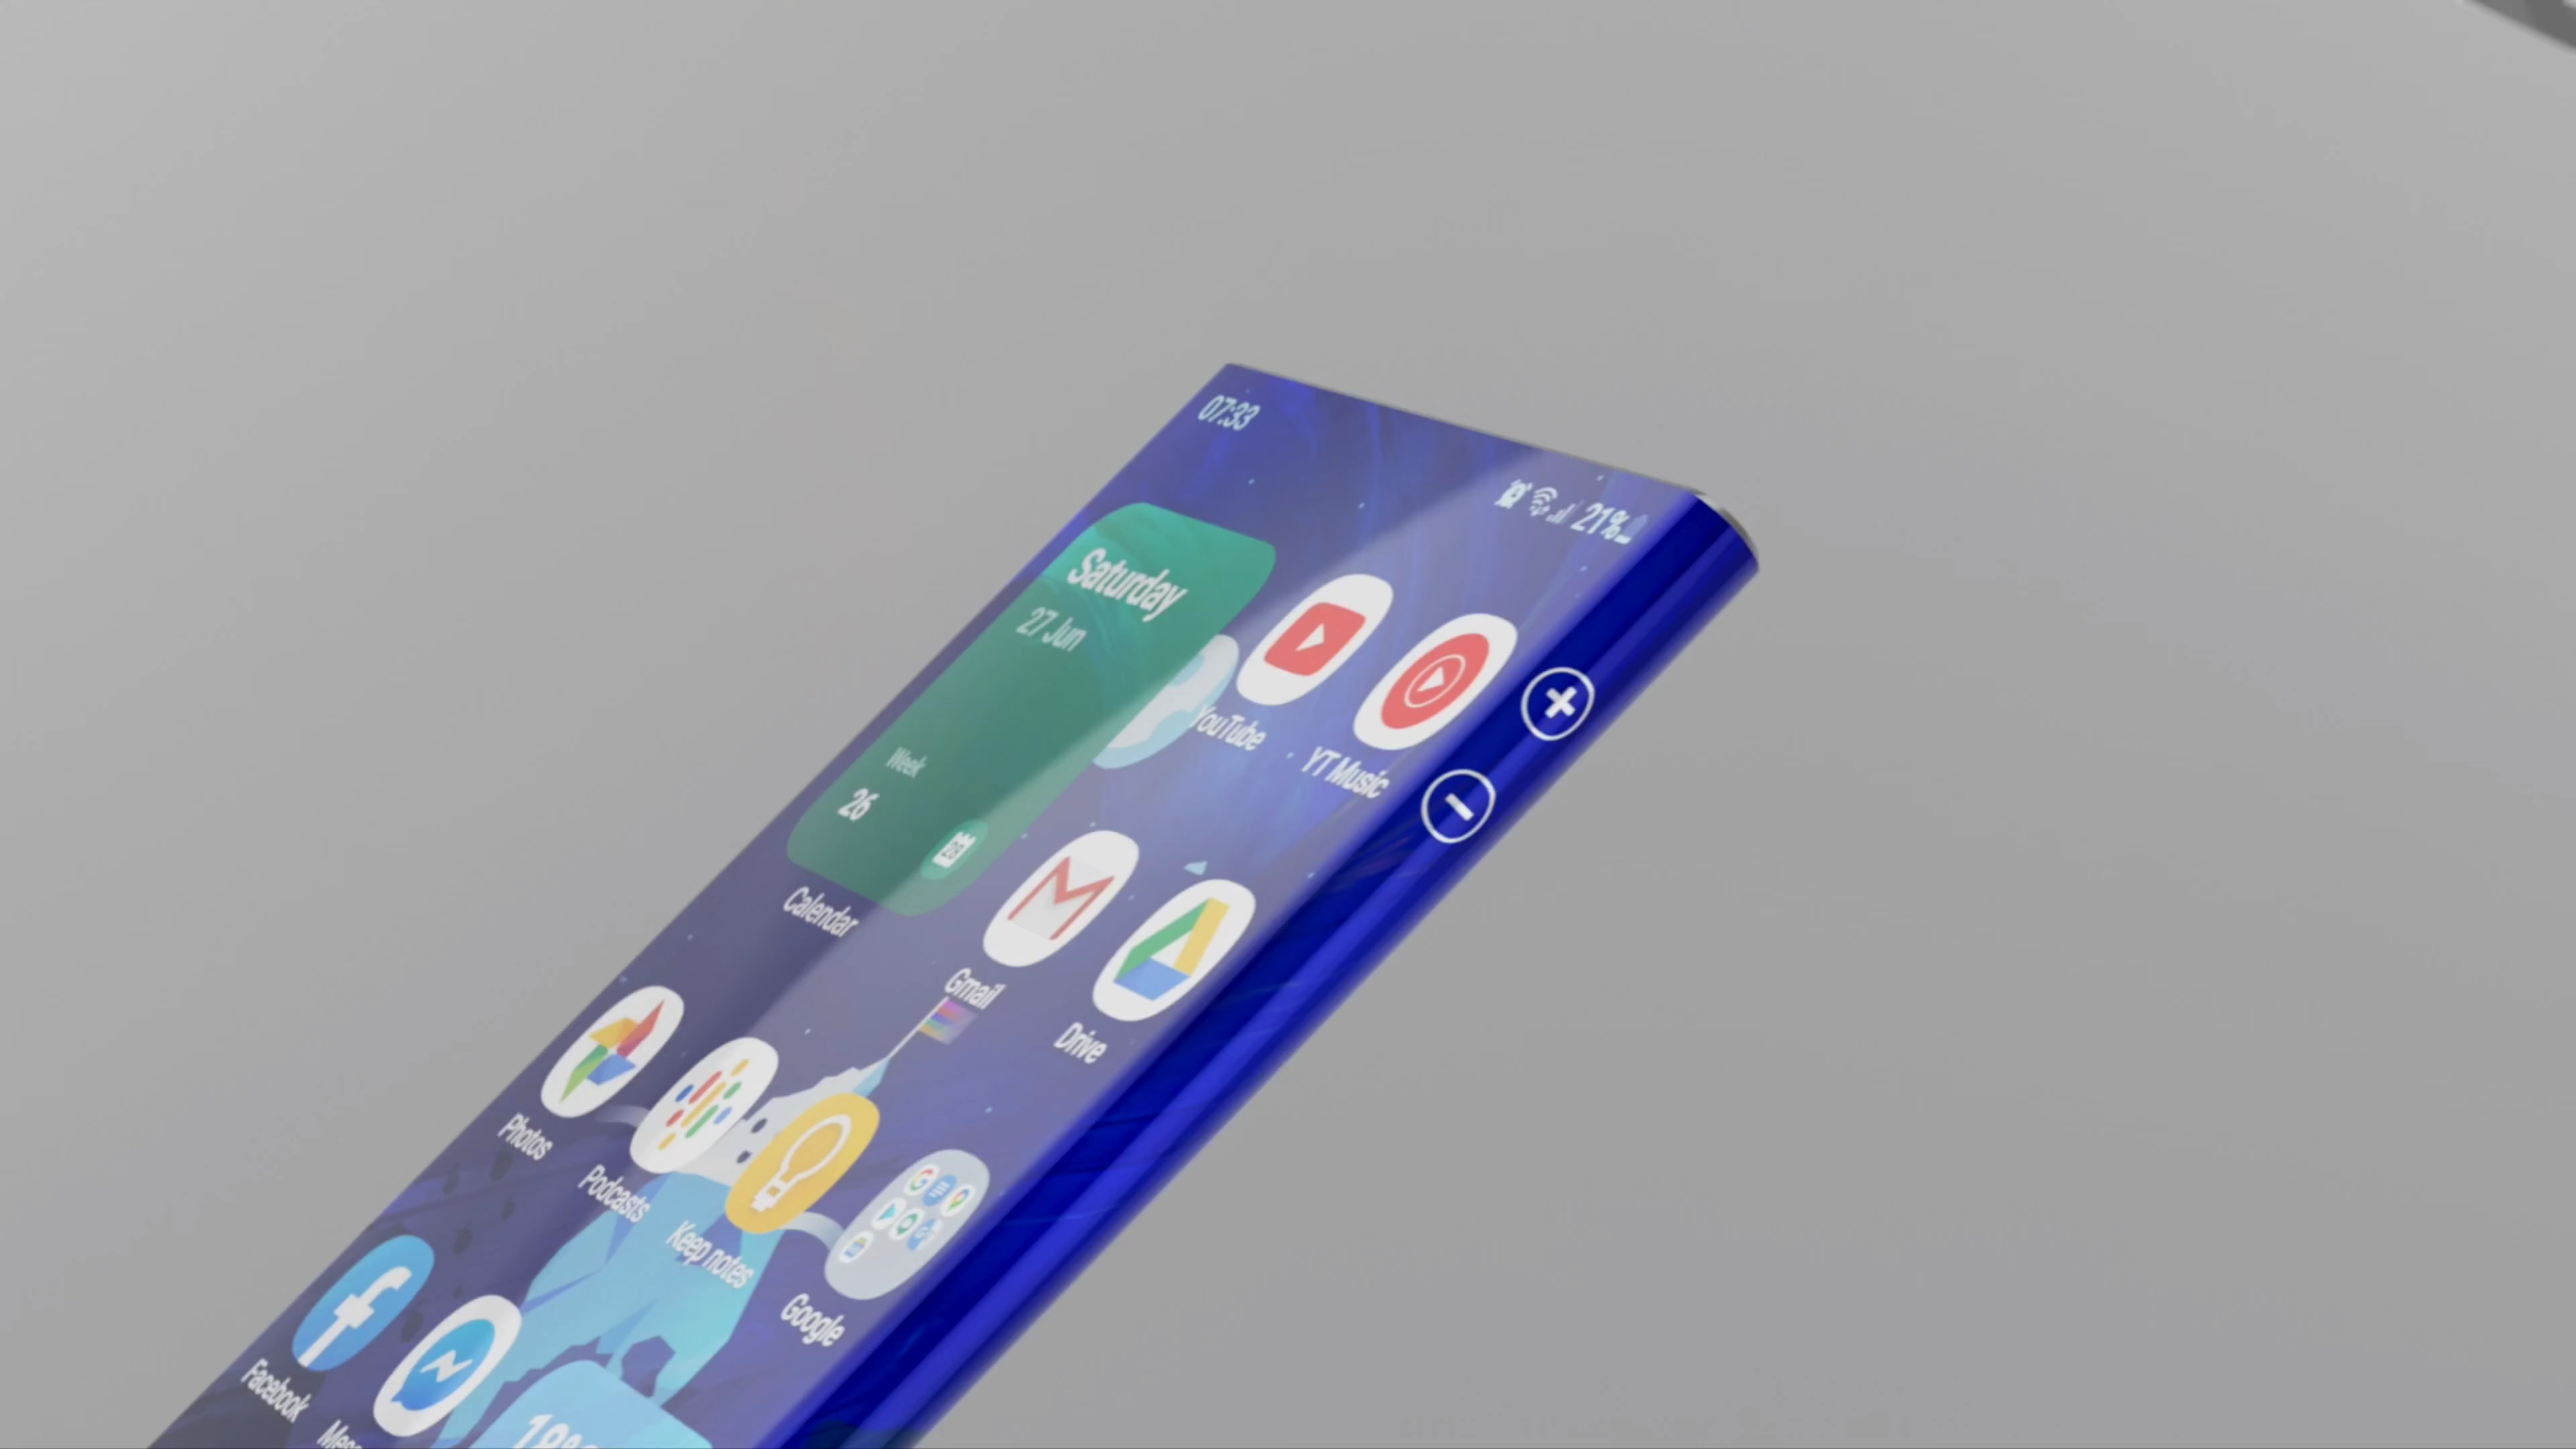 07:33
21%
Saturday
27 Jun
Week
26
Calendar
YouTube
YT Music
Gmail
Drive
Photos
Podcasts
Keep notes
Google
Facebook